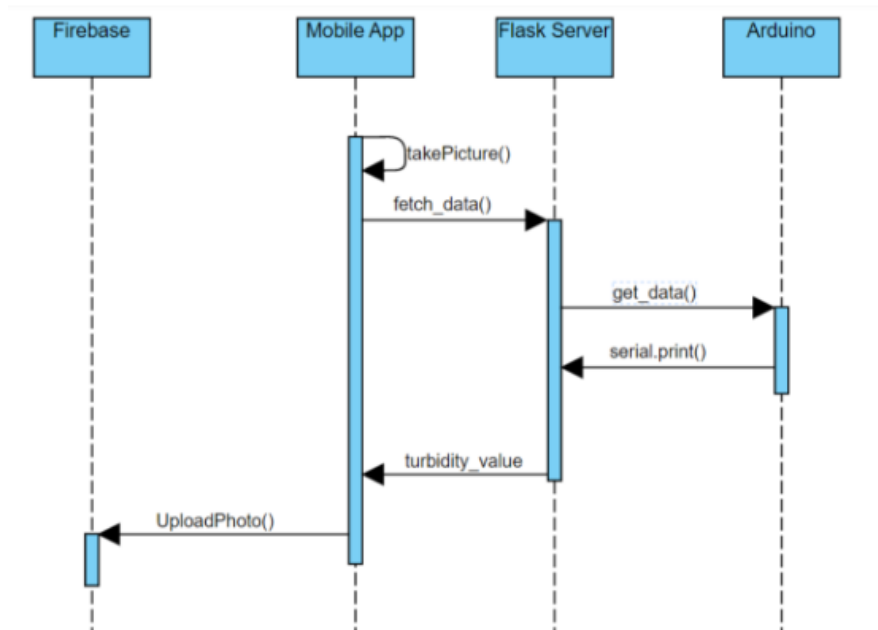 Firebase
Mobile App
Flask Server
Arduino
takePicture()
fetch_data()
get_data()
serial.print()
turbidity_value
UploadPhoto()